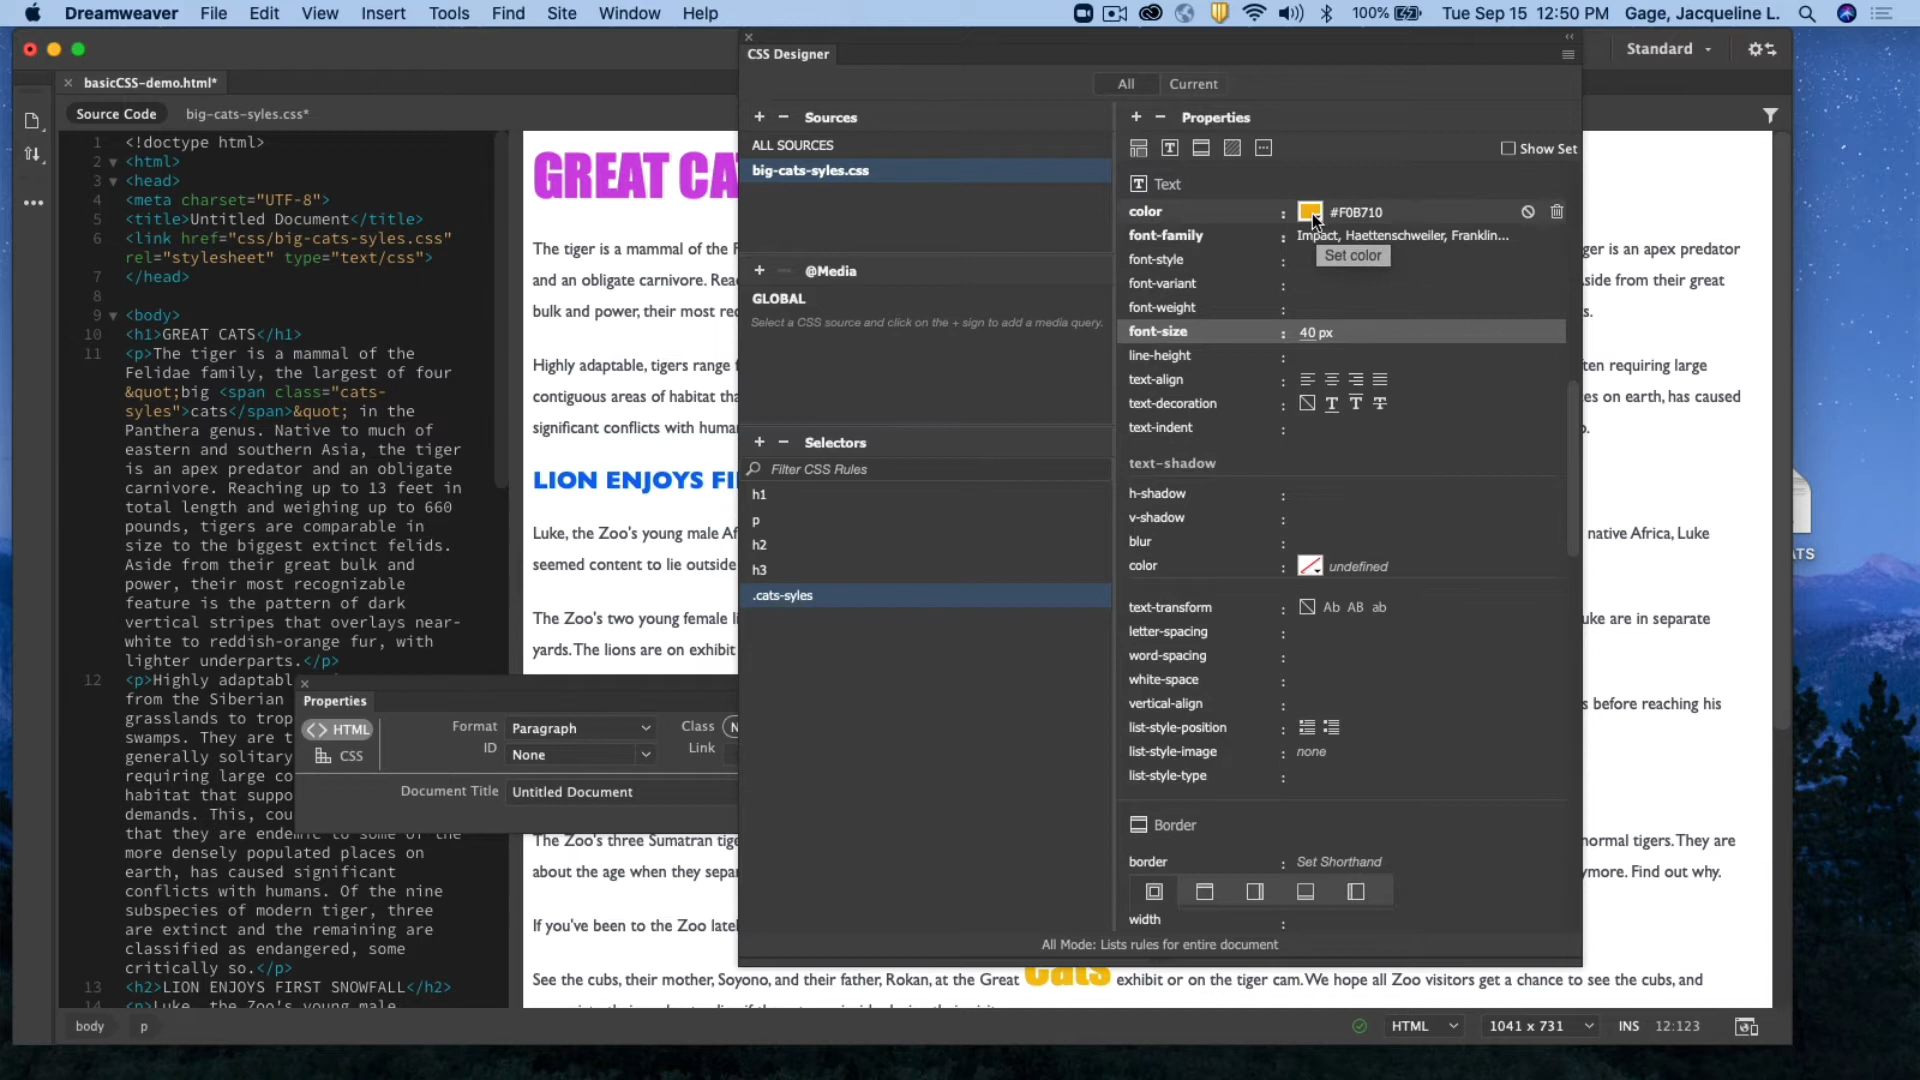 Dreamweaver File Edit View Insert Tools Find Site Window Help 100% Tue Sep 15 12:50 PM Gage, Jacqueline L.
Standard
basicCSS-demo.html*
Source Code big-cats-syles.css*
1 <!doctype html>
2 <html>
3 <head>
4 <meta charset="UTF-8">
5 <title>Untitled Document</title>
6 <link href="css/big-cats-syles.css"
rel="stylesheet" type="text/css">
7 </head>
8
9 <body>
10 <h1>GREAT CATS</h1>
11 <p>The tiger is a mammal of the
Felidae family, the largest of four
&quot;big <span class="cats-
syles">cats</span>&quot; in the
Panthera genus. Native to much of
eastern and southern Asia, the tiger
is an apex predator and an obligate
carnivore. Reaching up to 13 feet in
total length and weighing up to 660
pounds, tigers are comparable in
size to the biggest extinct felids.
Aside from their great bulk and
power, their most recognizable
feature is the pattern of dark
vertical stripes that overlays near-
white to reddish-orange fur, with
lighter underparts.</p>
12 <p>Highly adaptabl
from the Siberian
grasslands to trop
swamps. They are t
generally solitary
requiring large co
habitat that suppo
demands. This, cou
that they are endemic to some of the
more densely populated places on
earth, has caused significant
conflicts with humans. Of the nine
subspecies of modern tiger, three
are extinct and the remaining are
classified as endangered, some
critically so.</p>
13 <h2>LION ENJOYS FIRST SNOWFALL</h2>
14 <p>Luke, the Zoo's young male
GREAT CA
The tiger is a mammal of the F
and an obligate carnivore. Rea
bulk and power, their most rec
Highly adaptable, tigers range f
contiguous areas of habitat tha
significant conflicts with human
LION ENJOYS FI
Luke, the Zoo's young male Af
seemed content to lie outside
The Zoo's two young female li
yards. The lions are on exhibit
The Zoo's three Sumatran tige
about the age when they sepa
If you've been to the Zoo latel
See the cubs, their mother, Soyono, and their father, Rokan, at the Great Cats exhibit or on the tiger cam. We hope all Zoo visitors get a chance to see the cubs, and
ger is an apex predator
side from their great
s.
ten requiring large
es on earth, has caused
o.
native Africa, Luke
uke are in separate
s before reaching his
normal tigers. They are
ymore. Find out why.
ATS
Properties
HTML
CSS
Format Paragraph Class N
ID None Link
Document Title Untitled Document
CSS Designer
All Current
Sources
ALL SOURCES
big-cats-syles.css
@Media
GLOBAL
Select a CSS source and click on the + sign to add a media query.
Selectors
Filter CSS Rules
h1
p
h2
h3
.cats-syles
Properties
Show Set
Text
color : #F0B710
font-family : Impact, Haettenschweiler, Franklin...
Set color
font-style :
font-variant :
font-weight :
font-size : 40 px
line-height :
text-align :
text-decoration : T T T
text-indent :
text-shadow
h-shadow :
v-shadow :
blur :
color : undefined
text-transform : Ab AB ab
letter-spacing :
word-spacing :
white-space :
vertical-align :
list-style-position :
list-style-image : none
list-style-type :
Border
border : Set Shorthand
width :
All Mode: Lists rules for entire document
body p
HTML 1041 x 731 INS 12:123